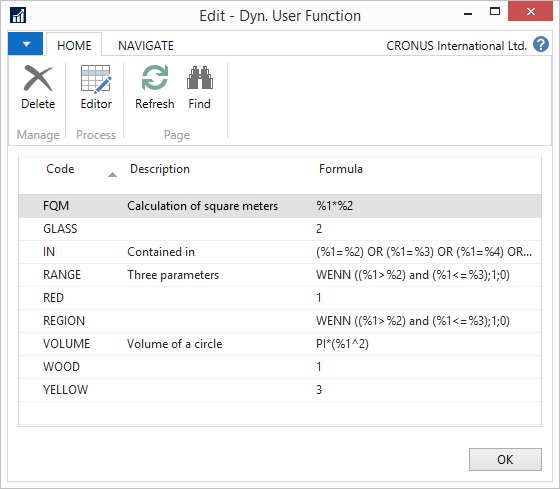 Edit - Dyn. User Function
HOME NAVIGATE CRONUS International Ltd. ?
Delete Editor Refresh Find
Manage Process Page
Code Description Formula
FQM Calculation of square meters %1*%2
GLASS 2
IN Contained in (%1=%2) OR (%1=%3) OR (%1=%4) OR...
RANGE Three parameters WENN ((%1>%2) and (%1<=%3);1;0)
RED 1
REGION WENN ((%1>%2) and (%1<=%3);1;0)
VOLUME Volume of a circle PI*(%1^2)
WOOD 1
YELLOW 3
OK